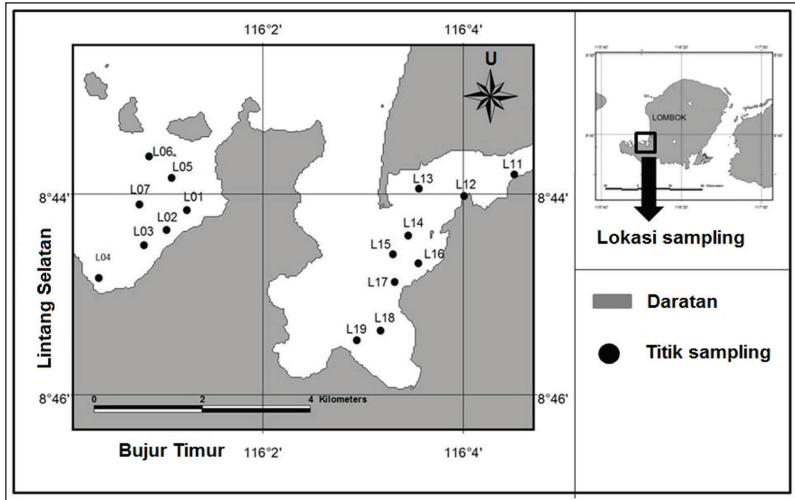 116°2'
116°4'
U
L06
L05
L07
L01
L02
L03
L04
L11
L13
L12
L14
L15
L16
L17
L18
L19
8°44'
8°46'
8°44'
8°46'
Lintang Selatan
0 2 4 Kilometers
Bujur Timur
116°2'
116°4'
LOMBOK
Lokasi sampling
Daratan
Titik sampling